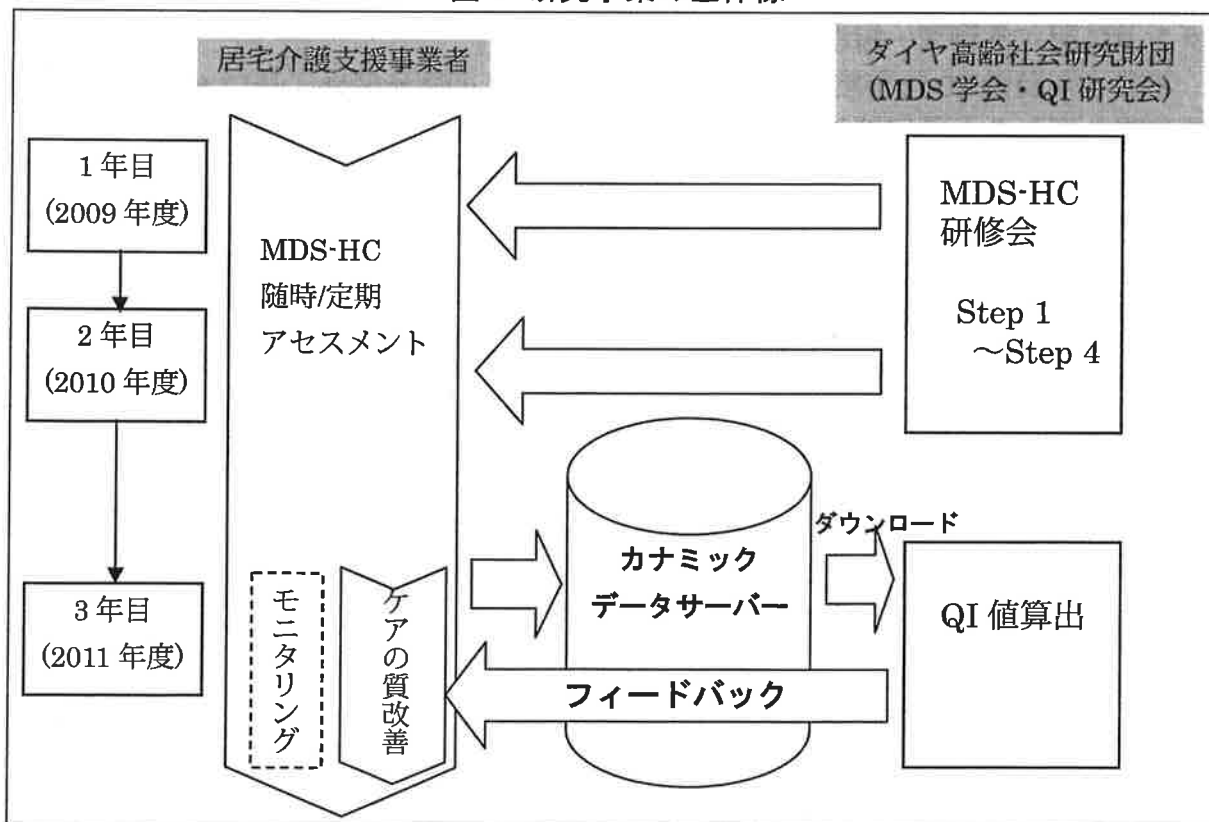 居宅介護支援事業者
ダイヤ高齢社会研究財団
(MDS 学会・QI 研究会)
1 年目
(2009 年度)
2 年目
(2010 年度)
3 年目
(2011 年度)
MDS-HC
随時/定期
アセスメント
モニタリング
ケアの質改善
MDS-HC
研修会
Step 1
～Step 4
カナミック
データサーバー
ダウンロード
QI 値算出
フィードバック